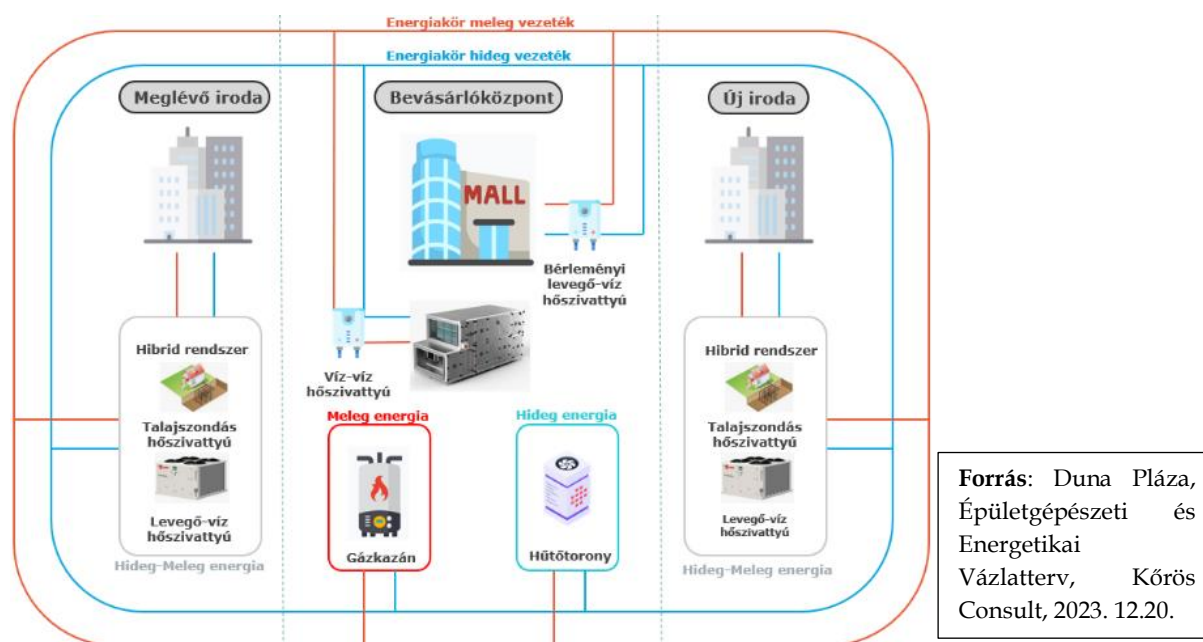 Energiakör meleg vezeték
Energiakör hideg vezeték
Meglévő iroda
Bevásárlóközpont
Új iroda
MALL
Bérleményi
levegő-víz
hőszivattyú
Víz-víz
hőszivattyú
Hibrid rendszer
Talajszondás
hőszivattyú
Levegő-víz
hőszivattyú
Hideg-Meleg energia
Meleg energia
Gázkazán
Hideg energia
Hűtőtorony
Hibrid rendszer
Talajszondás
hőszivattyú
Levegő-víz
hőszivattyú
Hideg-Meleg energia
Forrás: Duna Pláza,
Épületgépészeti és
Energetikai
Vázlatterv, Kőrös
Consult, 2023. 12.20.